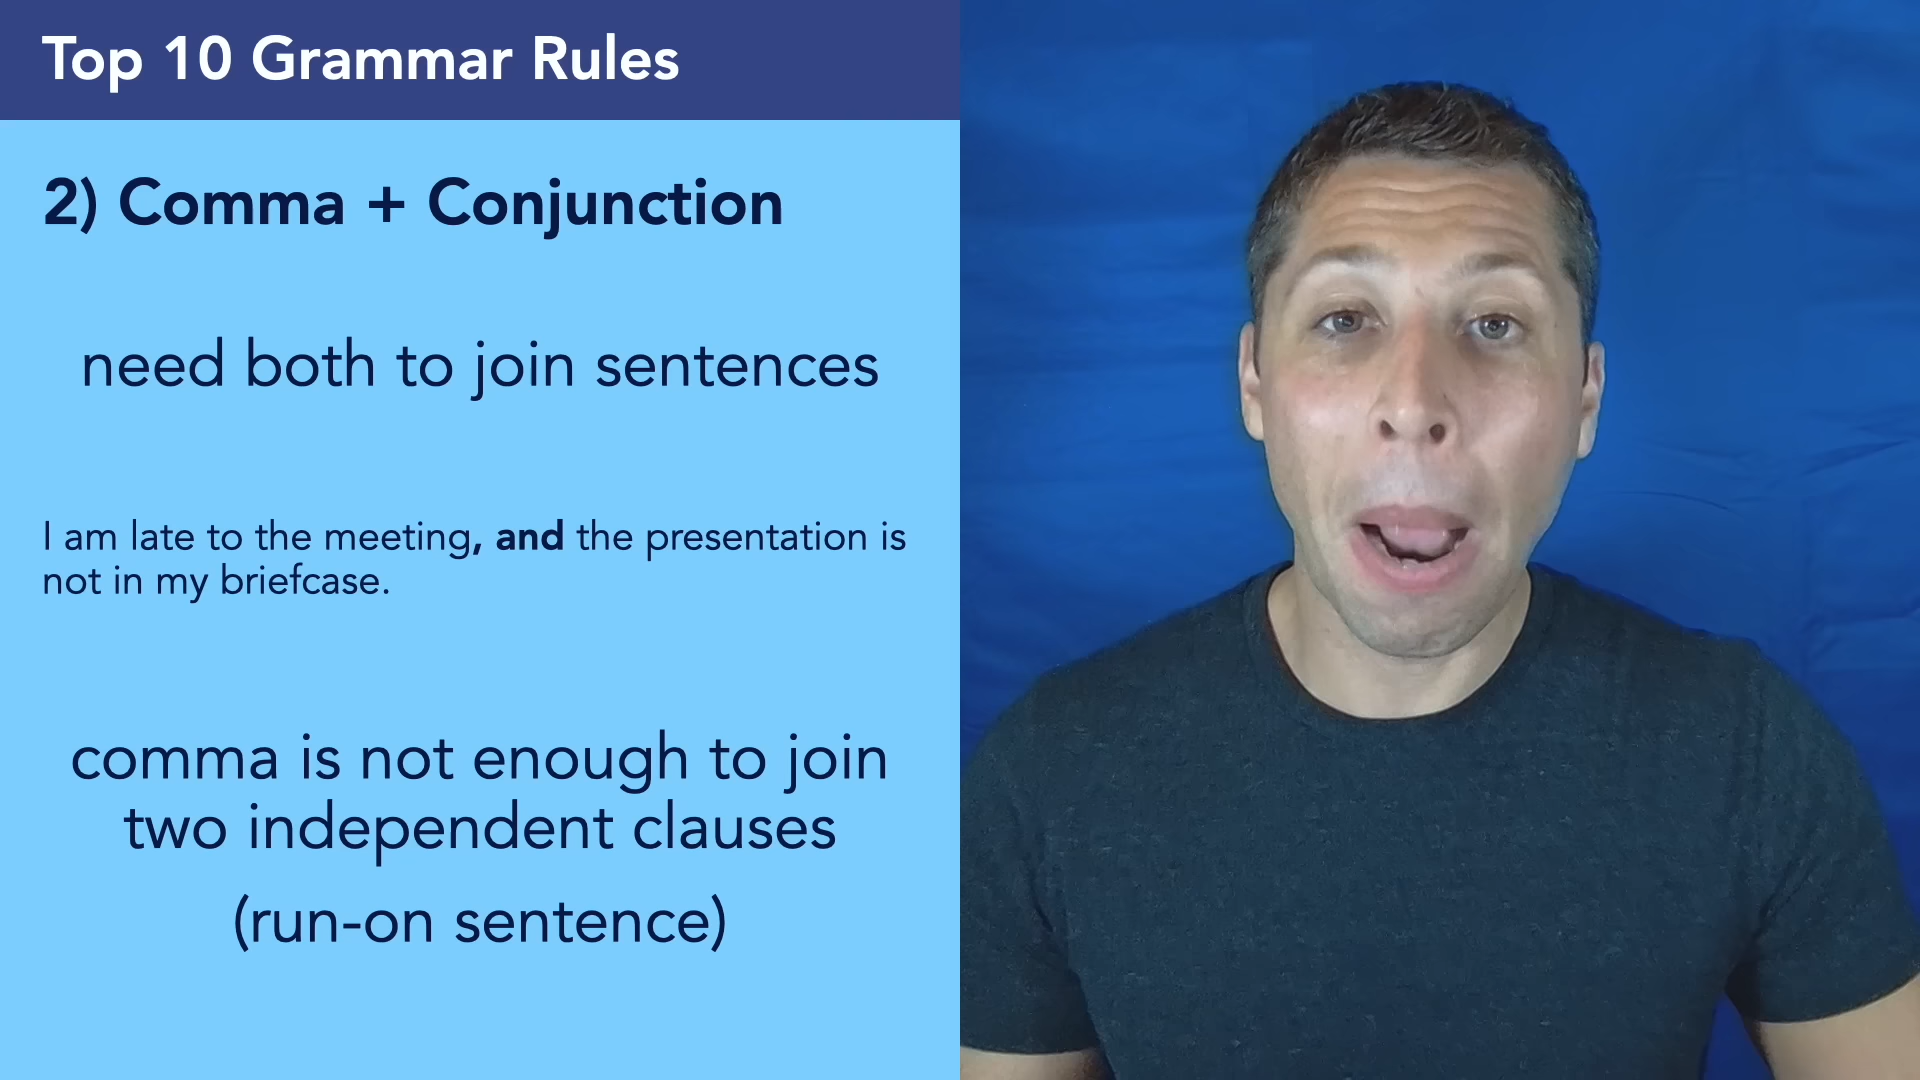 Top 10 Grammar Rules
2) Comma + Conjunction
need both to join sentences
I am late to the meeting, and the presentation is
not in my briefcase.
comma is not enough to join
two independent clauses
(run-on sentence)